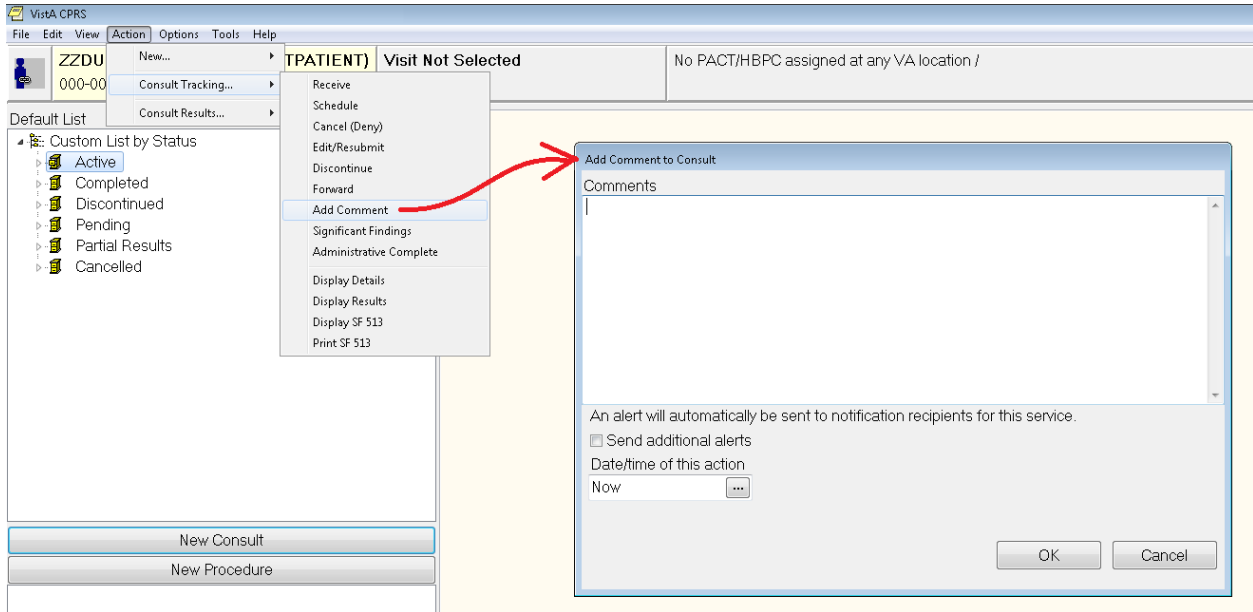 VistA CPRS
File Edit View Action Options Tools Help
ZZDU
000-00
TPATIENT)
Visit Not Selected
No PACT/HBPC assigned at any VA location /
New...
Consult Tracking...
Consult Results...
Receive
Schedule
Cancel (Deny)
Edit/Resubmit
Discontinue
Forward
Add Comment
Significant Findings
Administrative Complete
Display Details
Display Results
Display SF 513
Print SF 513
Default List
Custom List by Status
Active
Completed
Discontinued
Pending
Partial Results
Cancelled
New Consult
New Procedure
Add Comment to Consult
Comments
An alert will automatically be sent to notification recipients for this service.
Send additional alerts
Date/time of this action
Now
...
OK
Cancel